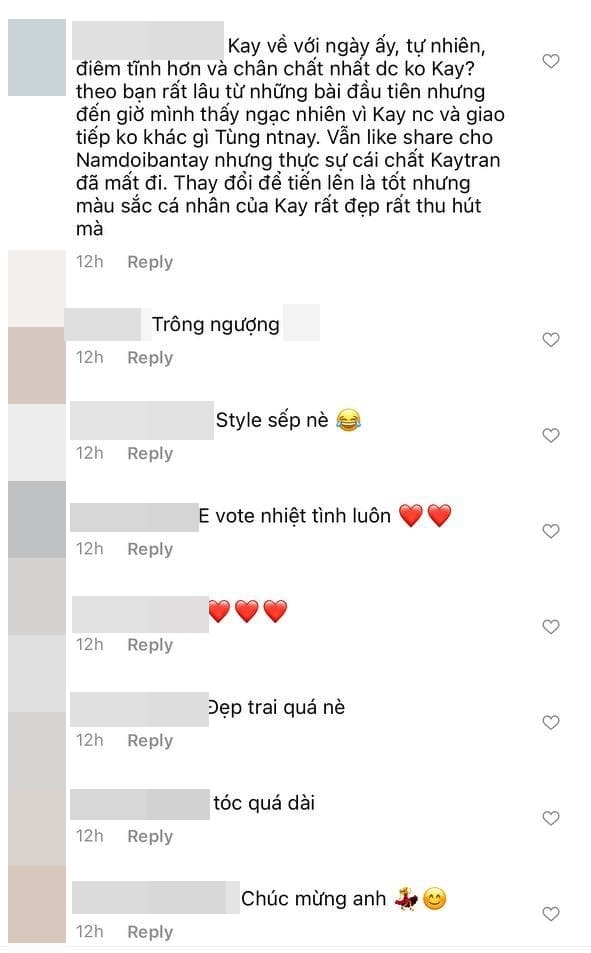 Kay về với ngày ấy, tự nhiên,
điềm tĩnh hơn và chân chất nhất dc ko Kay?
theo bạn rất lâu từ những bài đầu tiên nhưng
đến giờ mình thấy ngạc nhiên vì Kay nc và giao
tiếp ko khác gì Tùng ntnay. Vẫn like share cho
Namdoibantay nhưng thực sự cái chất Kaytran
đã mất đi. Thay đổi để tiến lên là tốt nhưng
màu sắc cá nhân của Kay rất đẹp rất thu hút
mà
12h Reply
Trông ngượng
12h Reply
Style sếp nè 😂
12h Reply
E vote nhiệt tình luôn ❤️❤️
12h Reply
❤️❤️❤️
12h Reply
Đẹp trai quá nè
12h Reply
tóc quá dài
12h Reply
Chúc mừng anh 💃😊
12h Reply